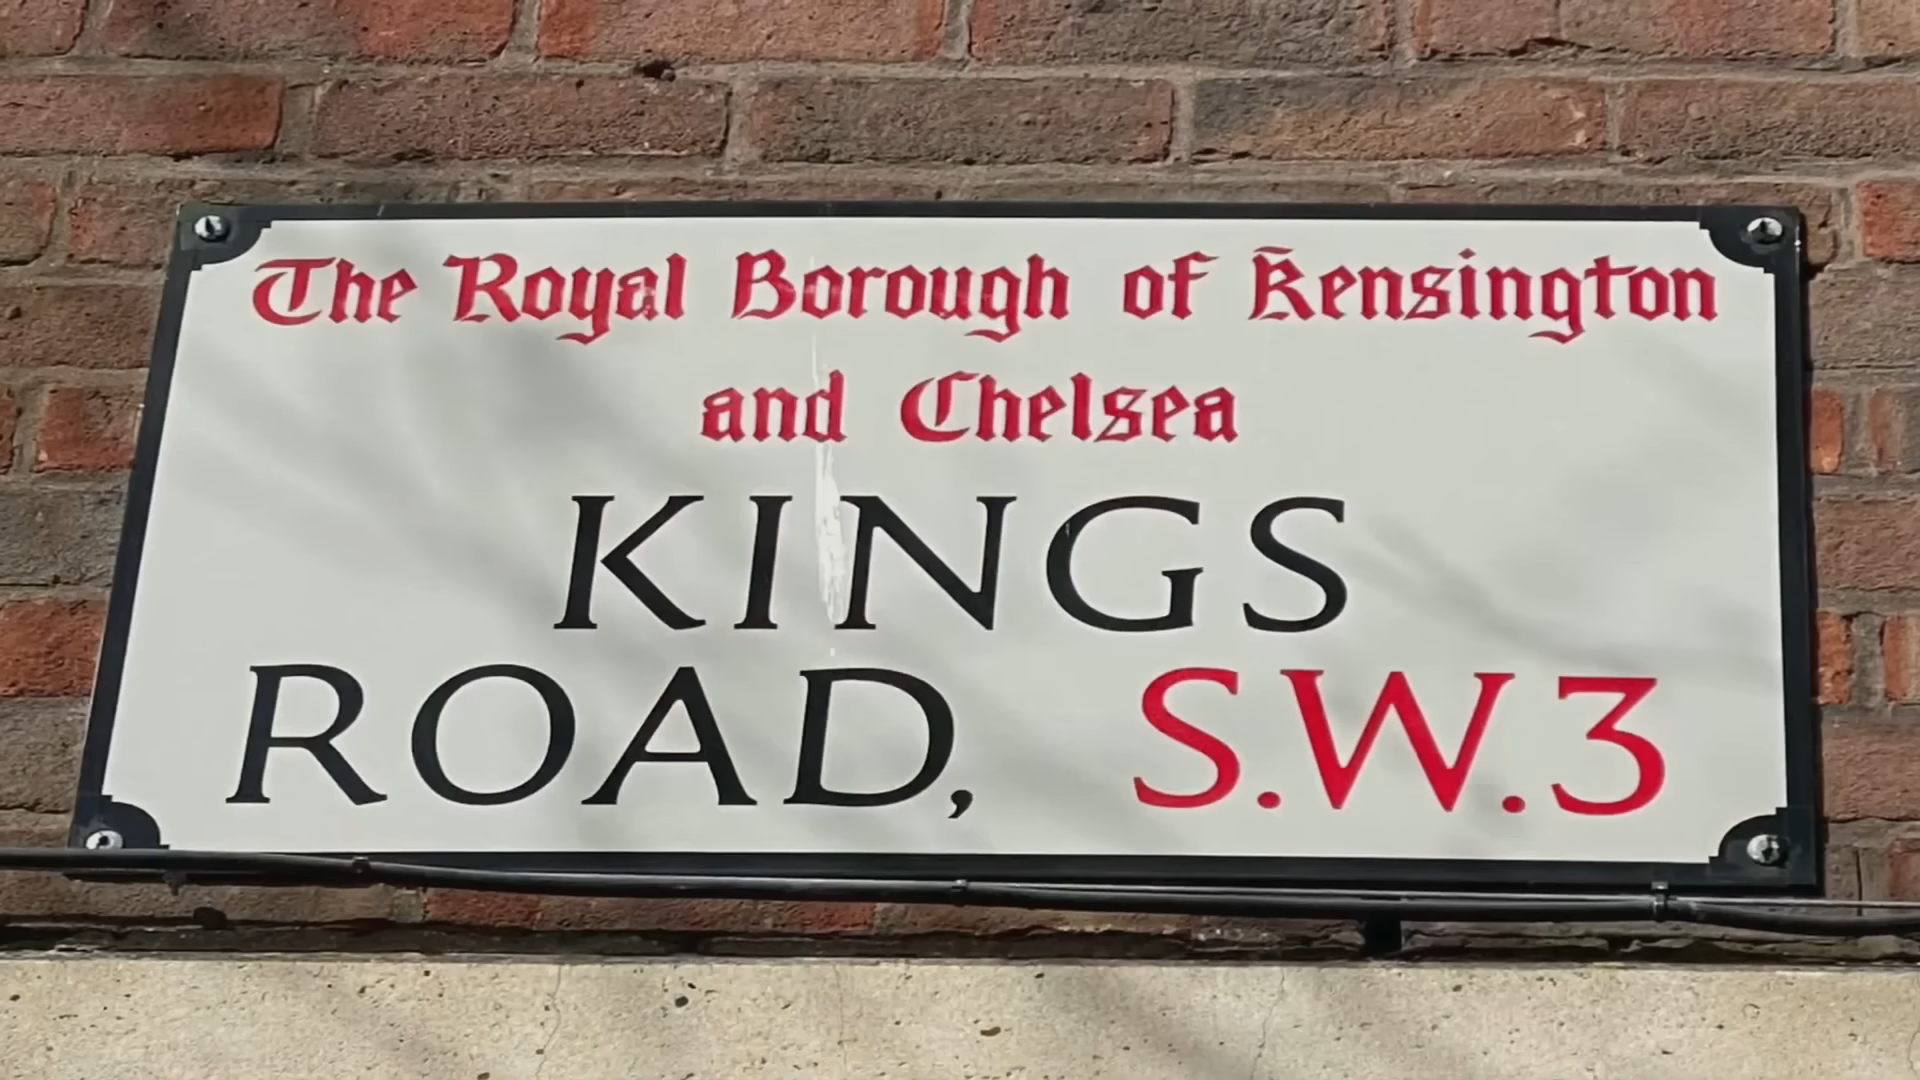 The Royal Borough of Kensington
and Chelsea
KINGS
ROAD, S.W.3